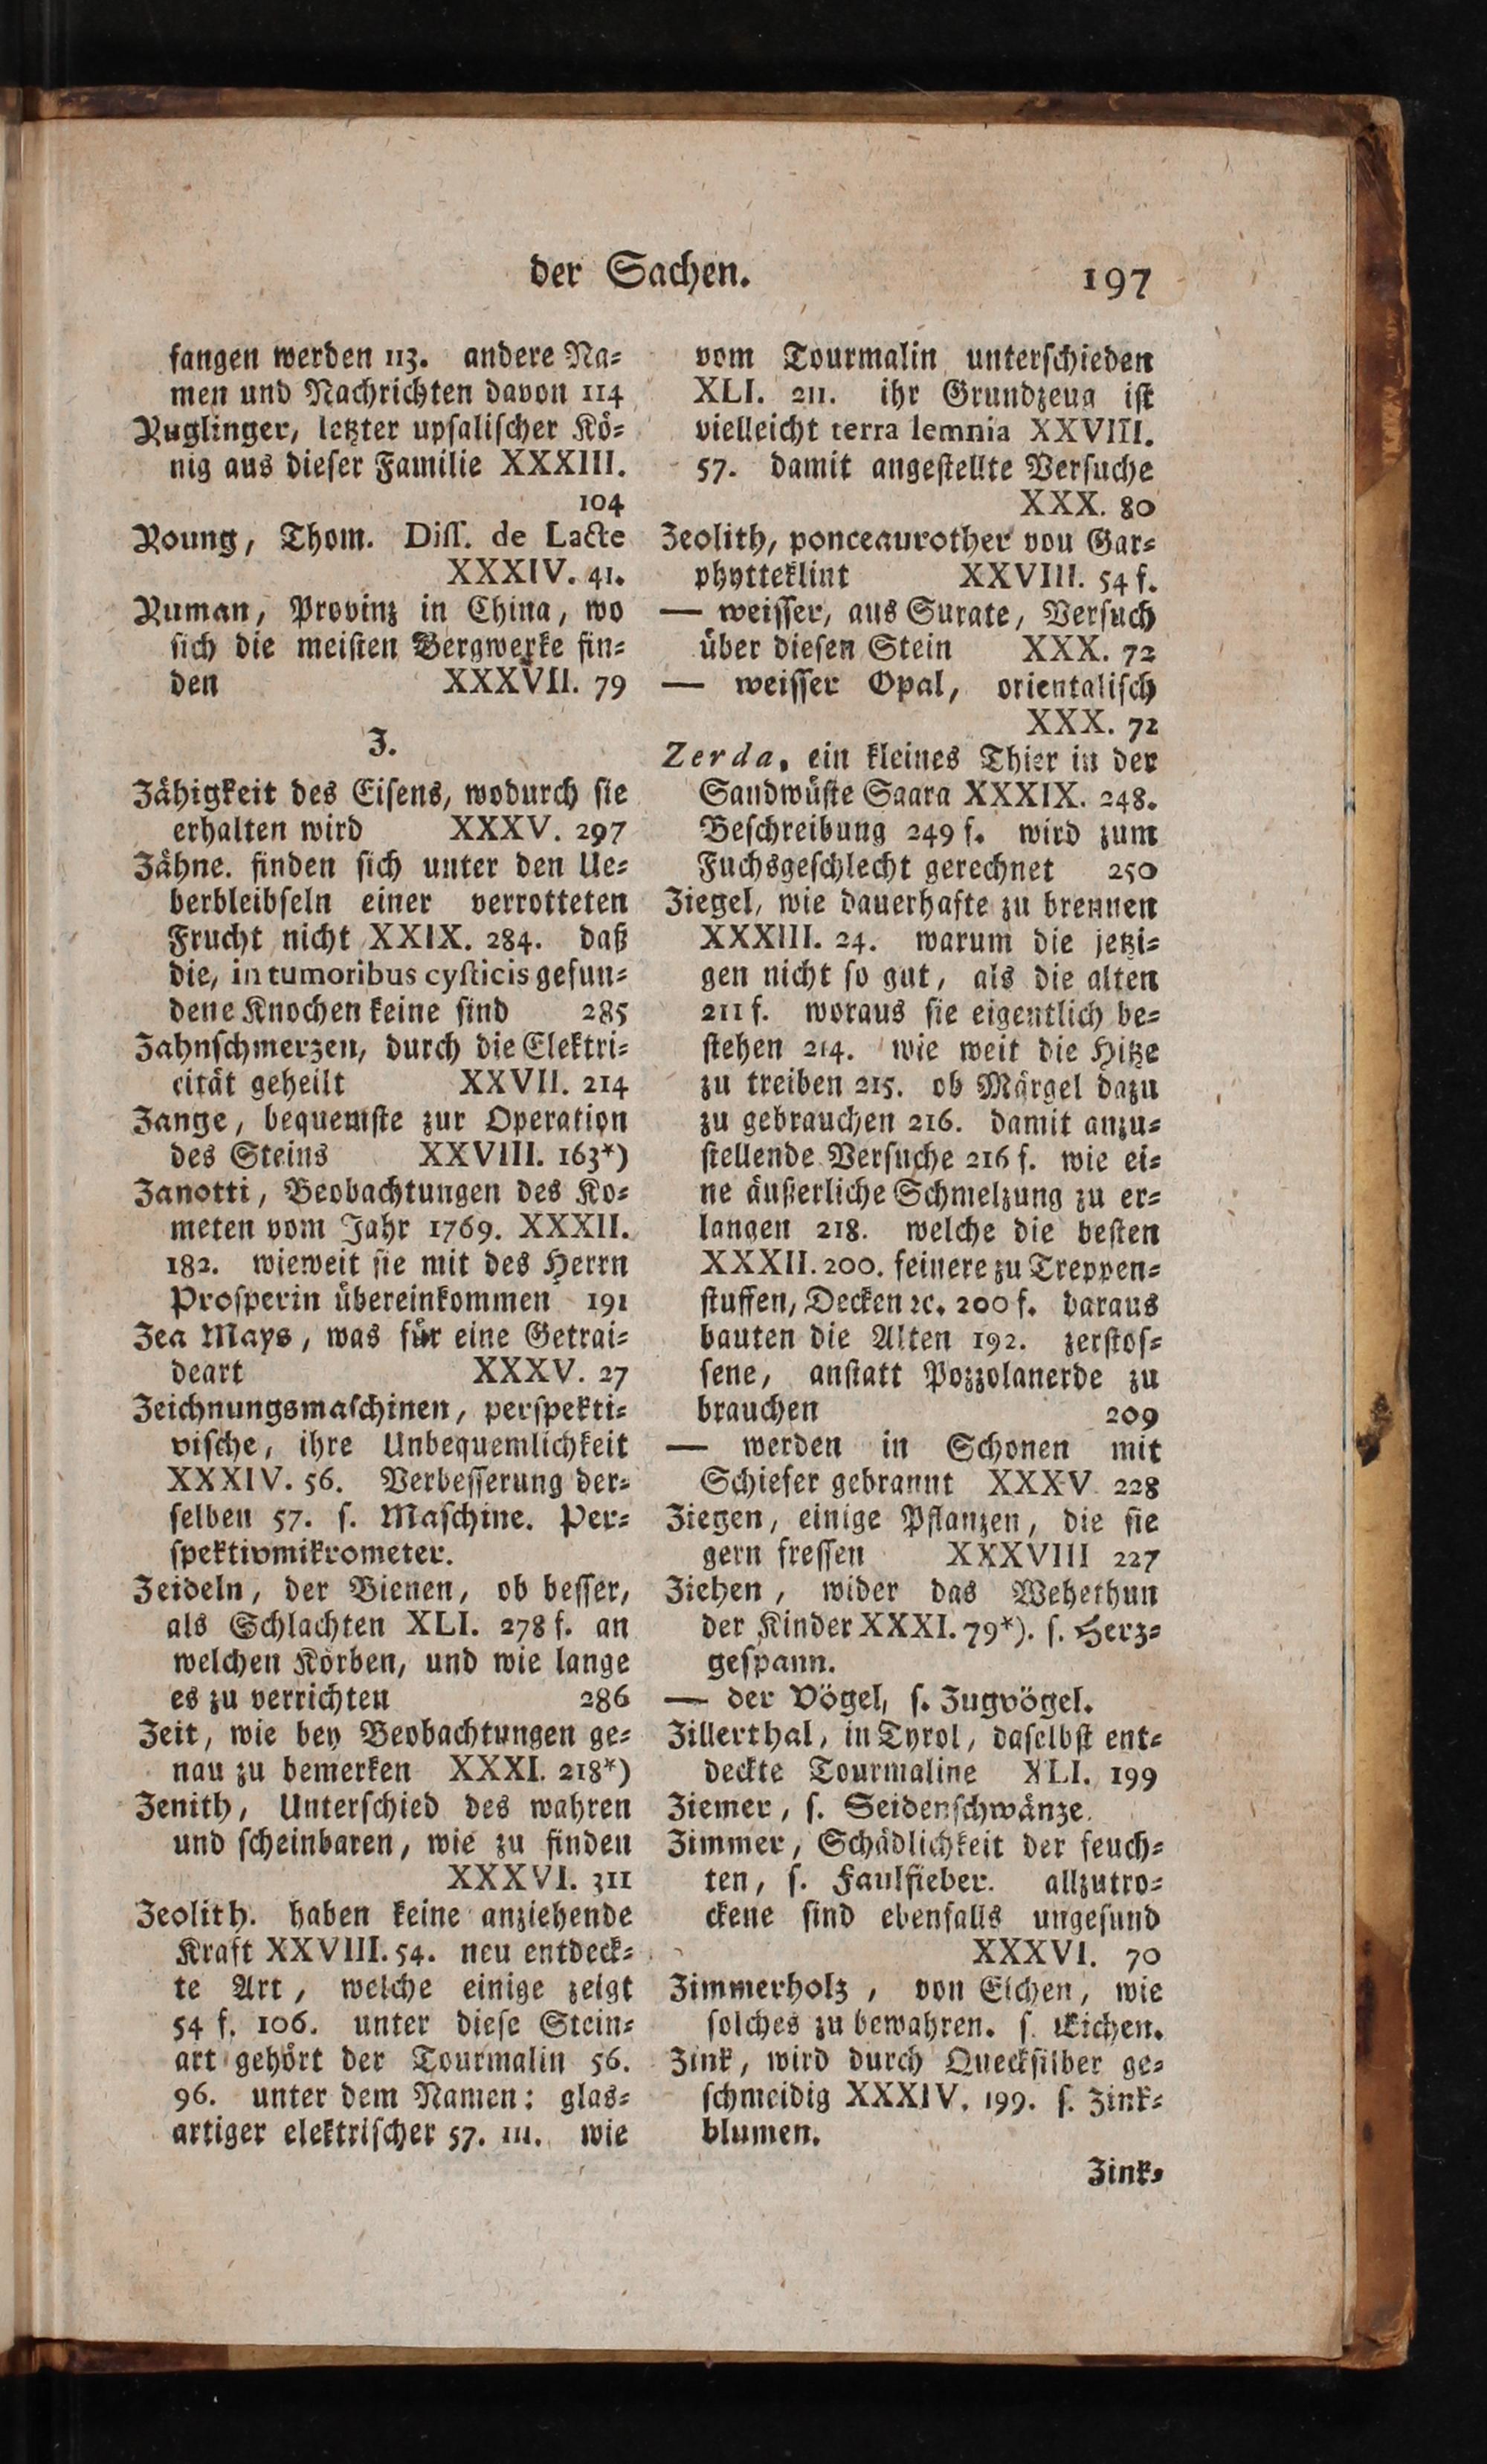 der Sachen. 197
fangen werden 113. andere Na-
men und Nachrichten davon 114
Yuglinger, letzter upsalischer Kö-
nig aus dieser Familie XXXIII.
104
Young, Thom. Diss. de Lacte
XXXIV. 41.
Yuman, Provinz in China, wo
sich die meisten Bergwerke fin-
den XXXVII. 79
Z.
Zähigkeit des Eisens, wodurch sie
erhalten wird XXXV. 297
Zähne. finden sich unter den Ue-
berbleibseln einer verrotteten
Frucht nicht XXIX. 284. daß
die, in tumoribus cysticis gefun-
dene Knochen keine sind 285
Zahnschmerzen, durch die Elektri-
cität geheilt XXVII. 214
Zange, bequemste zur Operation
des Steins XXVIII. 163*)
Zanotti, Beobachtungen des Ko-
meten vom Jahr 1769. XXXII.
182. wieweit sie mit des Herrn
Prosperin übereinkommen 191
Zea Mays, was für eine Getrai-
deart XXXV. 27
Zeichnungsmaschinen, perspekti-
vische, ihre Unbequemlichkeit
XXXIV. 56. Verbesserung der-
selben 57. s. Maschine. Per-
spektivmikrometer.
Zeideln, der Bienen, ob besser,
als Schlachten XLI. 278 f. an
welchen Körben, und wie lange
es zu verrichten 286
Zeit, wie bey Beobachtungen ge-
nau zu bemerken XXXI. 218*)
Zenith, Unterschied des wahren
und scheinbaren, wie zu finden
XXXVI. 311
Zeolith. haben keine anziehende
Kraft XXVIII. 54. neu entdeck-
te Art, welche einige zeigt
54 f. 106. unter diese Stein-
art gehört der Tourmalin 56.
96. unter dem Namen: glas-
artiger elektrischer 57. 111. wie
vom Tourmalin unterschieden
XLI. 211. ihr Grundzeug ist
vielleicht terra lemnia XXVIII.
57. damit angestellte Versuche
XXX. 80
Zeolith, ponceaurother von Gar-
phytteklint XXVIII. 54 f.
— weisser, aus Surate, Versuch
über diesen Stein XXX. 72
— weisser Opal, orientalisch
XXX. 72
Zerda, ein kleines Thier in der
Sandwüste Saara XXXIX. 248.
Beschreibung 249 f. wird zum
Fuchsgeschlecht gerechnet 250
Ziegel, wie dauerhafte zu brennen
XXXIII. 24. warum die jetzi-
gen nicht so gut, als die alten
211 f. woraus sie eigentlich be-
stehen 214. wie weit die Hitze
zu treiben 215. ob Märgel dazu
zu gebrauchen 216. damit anzu-
stellende Versuche 216 f. wie ei-
ne äußerliche Schmelzung zu er-
langen 218. welche die besten
XXXII. 200. feinere zu Treppen-
stuffen, Decken ꝛc. 200 f. daraus
bauten die Alten 192. zerstos-
sene, anstatt Pozzolanerde zu
brauchen 209
— werden in Schonen mit
Schiefer gebrannt XXXV. 228
Ziegen, einige Pflanzen, die sie
gern fressen XXXVIII 227
Ziehen, wider das Wehethun
der Kinder XXXI. 79*). s. Herz-
gespann.
— der Vögel, s. Zugvögel.
Zillerthal, in Tyrol, daselbst ent-
deckte Tourmaline XLI. 199
Ziemer, s. Seidenschwänze.
Zimmer, Schädlichkeit der feuch-
ten, s. Faulfieber. allzutro-
ckene sind ebenfalls ungesund
XXXVI. 70
Zimmerholz, von Eichen, wie
solches zu bewahren. s. Eichen.
Zink, wird durch Quecksilber ge-
schmeidig XXXIV. 199. s. Zink-
blumen.
Zink-